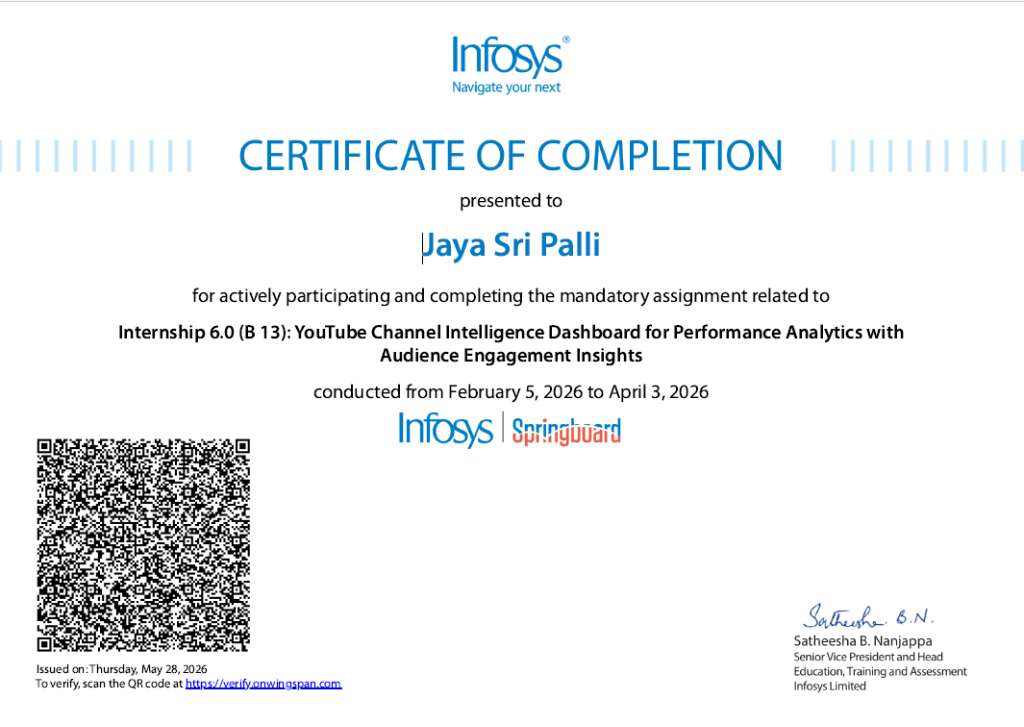 Infosys®
Navigate your next
CERTIFICATE OF COMPLETION
presented to
Jaya Sri Palli
for actively participating and completing the mandatory assignment related to
Internship 6.0 (B 13): YouTube Channel Intelligence Dashboard for Performance Analytics with
Audience Engagement Insights
conducted from February 5, 2026 to April 3, 2026
Infosys | Springboard
Satheesha B.N.
Satheesha B. Nanjappa
Senior Vice President and Head
Education, Training and Assessment
Infosys Limited
Issued on: Thursday, May 28, 2026
To verify, scan the QR code at https://verify.onwingspan.com